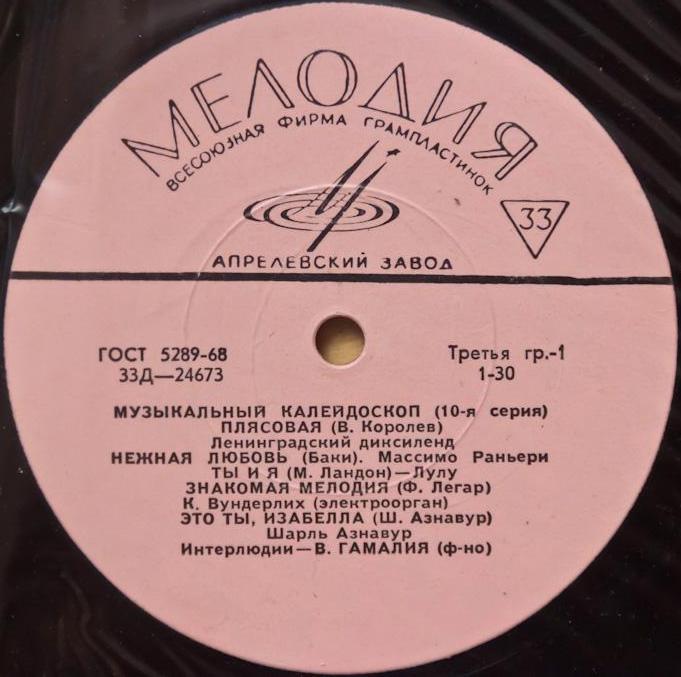 МЕЛОДИЯ
ВСЕСОЮЗНАЯ ФИРМА ГРАМПЛАСТИНОК
33
АПРЕЛЕВСКИЙ ЗАВОД
ГОСТ 5289-68 Третья гр.-1
33Д—24673 1-30
МУЗЫКАЛЬНЫЙ КАЛЕЙДОСКОП (10-я серия)
ПЛЯСОВАЯ (В. Королев)
Ленинградский диксиленд
НЕЖНАЯ ЛЮБОВЬ (Баки). Массимо Раньери
ТЫ И Я (М. Ландон)—Лулу
ЗНАКОМАЯ МЕЛОДИЯ (Ф. Легар)
К. Вундерлих (электроорган)
ЭТО ТЫ, ИЗАБЕЛЛА (Ш. Азнавур)
Шарль Азнавур
Интерлюдии—В. ГАМАЛИЯ (ф-но)